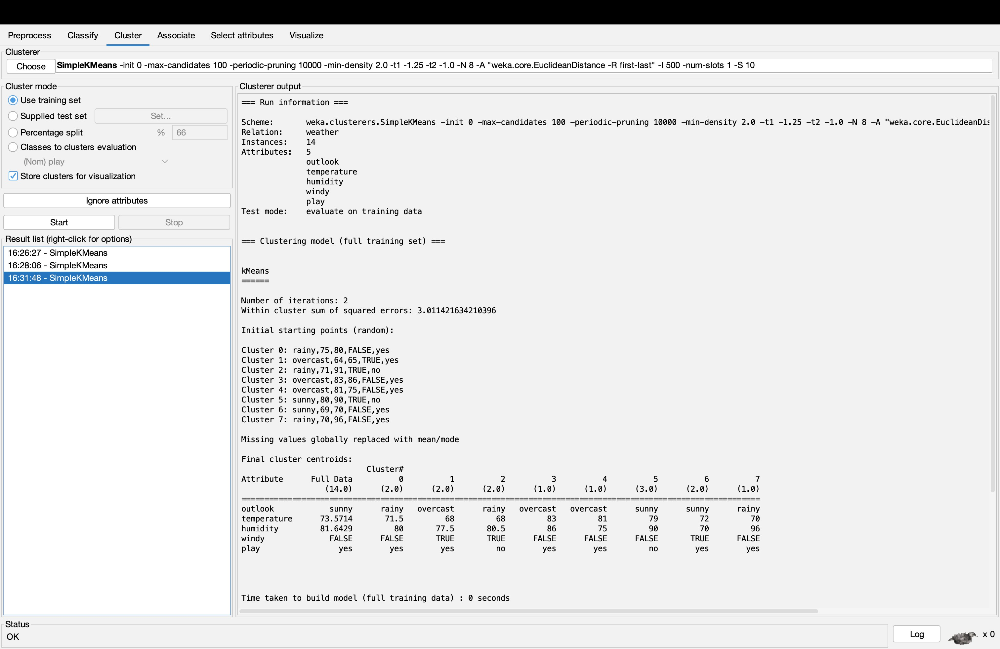 Preprocess Classify Cluster Associate Select attributes Visualize
Clusterer
Choose SimpleKMeans -init 0 -max-candidates 100 -periodic-pruning 10000 -min-density 2.0 -t1 -1.25 -t2 -1.0 -N 8 -A "weka.core.EuclideanDistance -R first-last" -I 500 -num-slots 1 -S 10
Cluster mode
Use training set
Supplied test set Set...
Percentage split % 66
Classes to clusters evaluation
(Nom) play
Store clusters for visualization
Ignore attributes
Start Stop
Result list (right-click for options)
16:26:27 - SimpleKMeans
16:28:06 - SimpleKMeans
16:31:48 - SimpleKMeans
Clusterer output
=== Run information ===
Scheme: weka.clusterers.SimpleKMeans -init 0 -max-candidates 100 -periodic-pruning 10000 -min-density 2.0 -t1 -1.25 -t2 -1.0 -N 8 -A "weka.core.EuclideanDis
Relation: weather
Instances: 14
Attributes: 5
outlook
temperature
humidity
windy
play
Test mode: evaluate on training data
=== Clustering model (full training set) ===
kMeans
======
Number of iterations: 2
Within cluster sum of squared errors: 3.011421634210396
Initial starting points (random):
Cluster 0: rainy,75,80,FALSE,yes
Cluster 1: overcast,64,65,TRUE,yes
Cluster 2: rainy,71,91,TRUE,no
Cluster 3: overcast,83,86,FALSE,yes
Cluster 4: overcast,81,75,FALSE,yes
Cluster 5: sunny,80,90,TRUE,no
Cluster 6: sunny,69,70,FALSE,yes
Cluster 7: rainy,70,96,FALSE,yes
Missing values globally replaced with mean/mode
Final cluster centroids:
Cluster#
Attribute Full Data 0 1 2 3 4 5 6 7
(14.0) (2.0) (2.0) (2.0) (1.0) (1.0) (3.0) (2.0) (1.0)
================================================================================================================
outlook sunny rainy overcast rainy overcast overcast sunny sunny rainy
temperature 73.5714 71.5 68 68 83 81 79 72 70
humidity 81.6429 80 77.5 80.5 86 75 90 70 96
windy FALSE FALSE TRUE TRUE FALSE FALSE FALSE TRUE FALSE
play yes yes yes no yes yes no yes yes
Time taken to build model (full training data) : 0 seconds
Status
OK
Log x 0